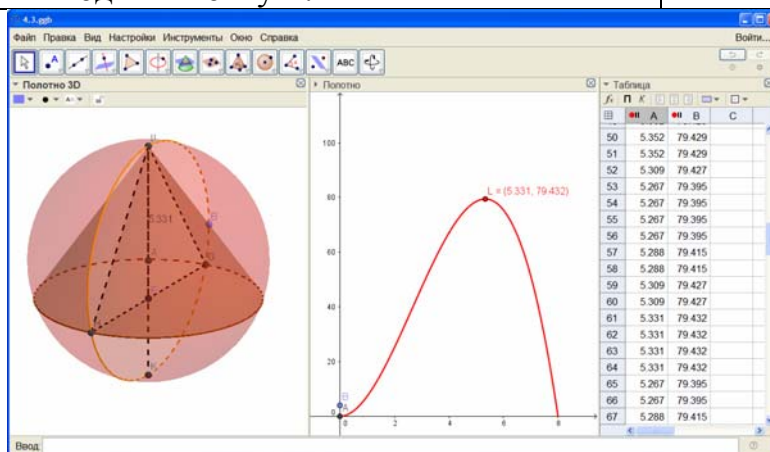 4.3.ggb
Файл Правка Вид Настройки Инструменты Окно Справка
Войти...
ABC
Полотно 3D
Полотно
Таблица
A B C
50 5.352 79.429
51 5.352 79.429
52 5.309 79.427
53 5.267 79.395
54 5.267 79.395
55 5.267 79.395
56 5.267 79.395
57 5.288 79.415
58 5.288 79.415
59 5.309 79.427
60 5.309 79.427
61 5.331 79.432
62 5.331 79.432
63 5.331 79.432
64 5.331 79.432
65 5.267 79.395
66 5.267 79.395
67 5.288 79.415
5.331
B
100
80
60
40
20
0
L = (5.331, 79.432)
B
A
0 2 4 6 8
Ввод: